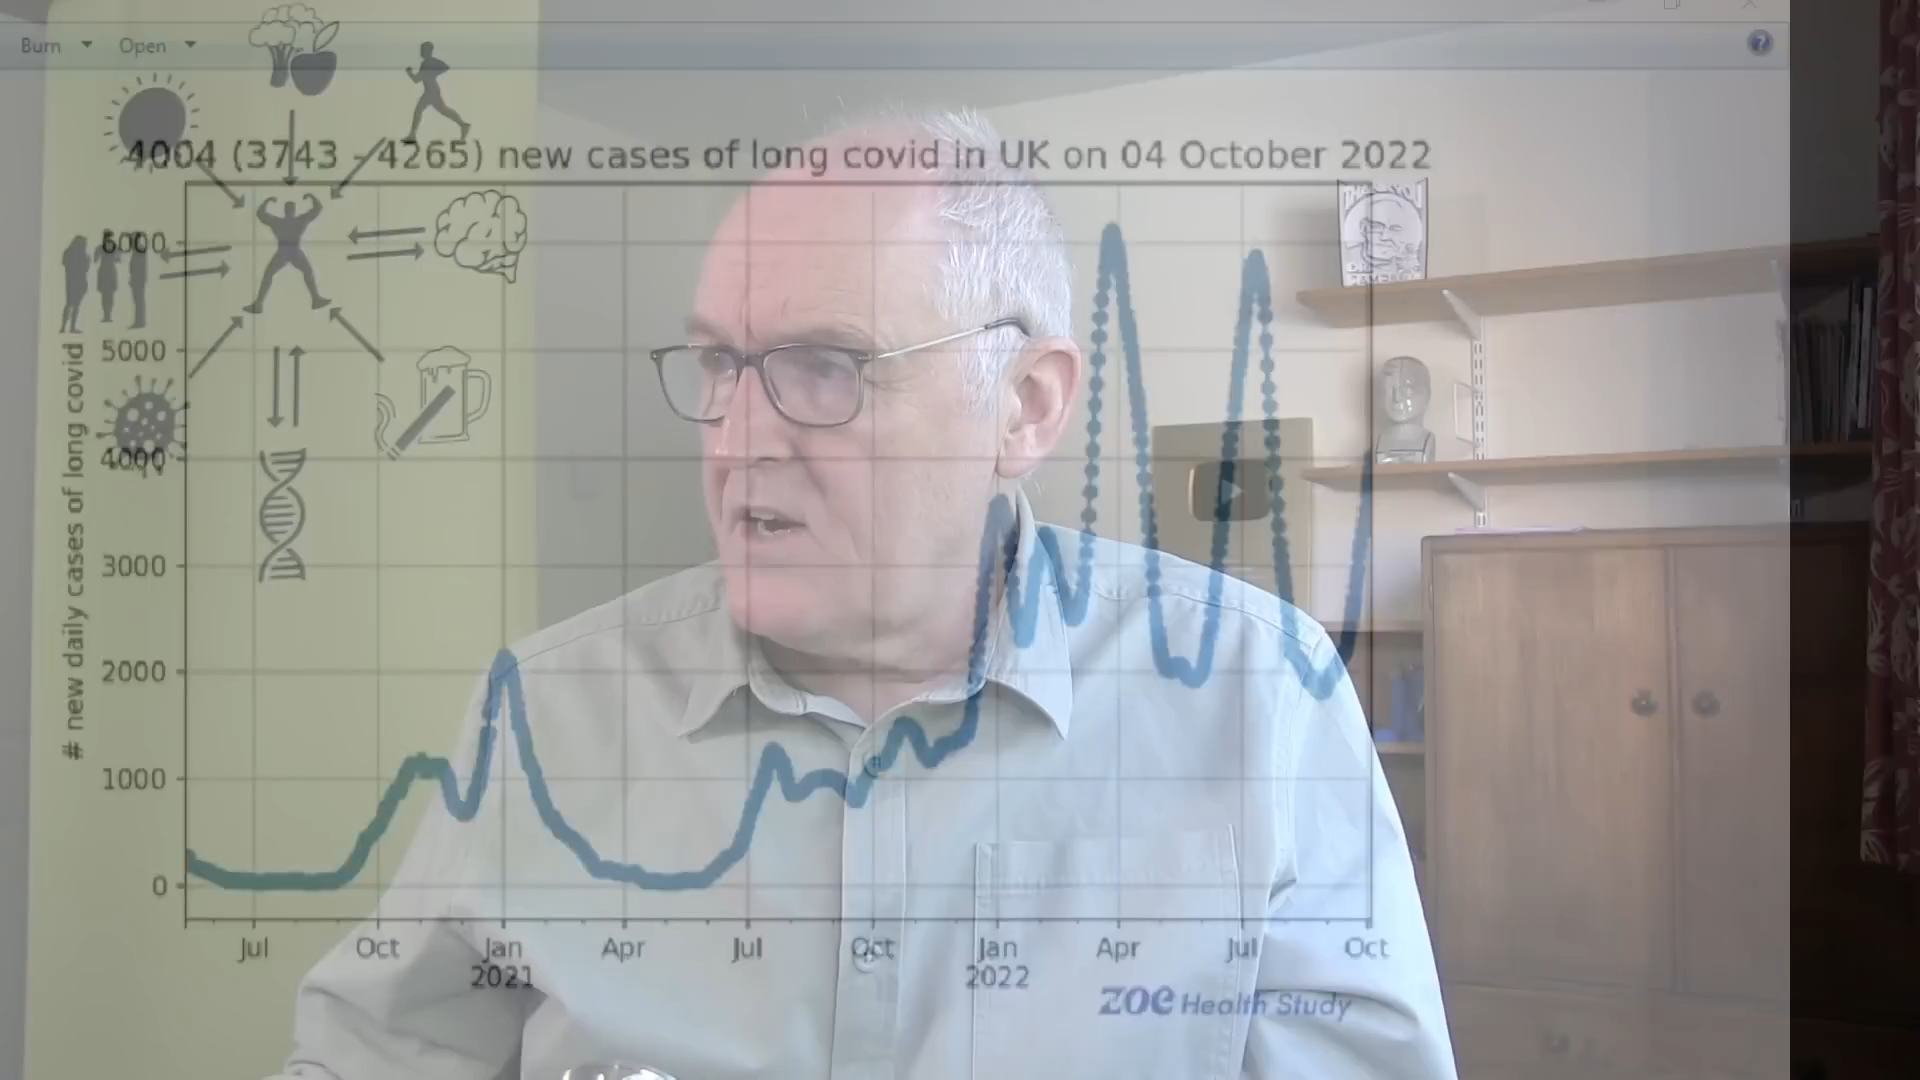 Burn Open
4004 (3743 - 4265) new cases of long covid in UK on 04 October 2022
# new daily cases of long covid
6000
5000
4000
3000
2000
1000
0
Jul Oct Jan Apr Jul Oct Jan Apr Jul Oct
2021 2022
ZOE Health Study
THANK YOU